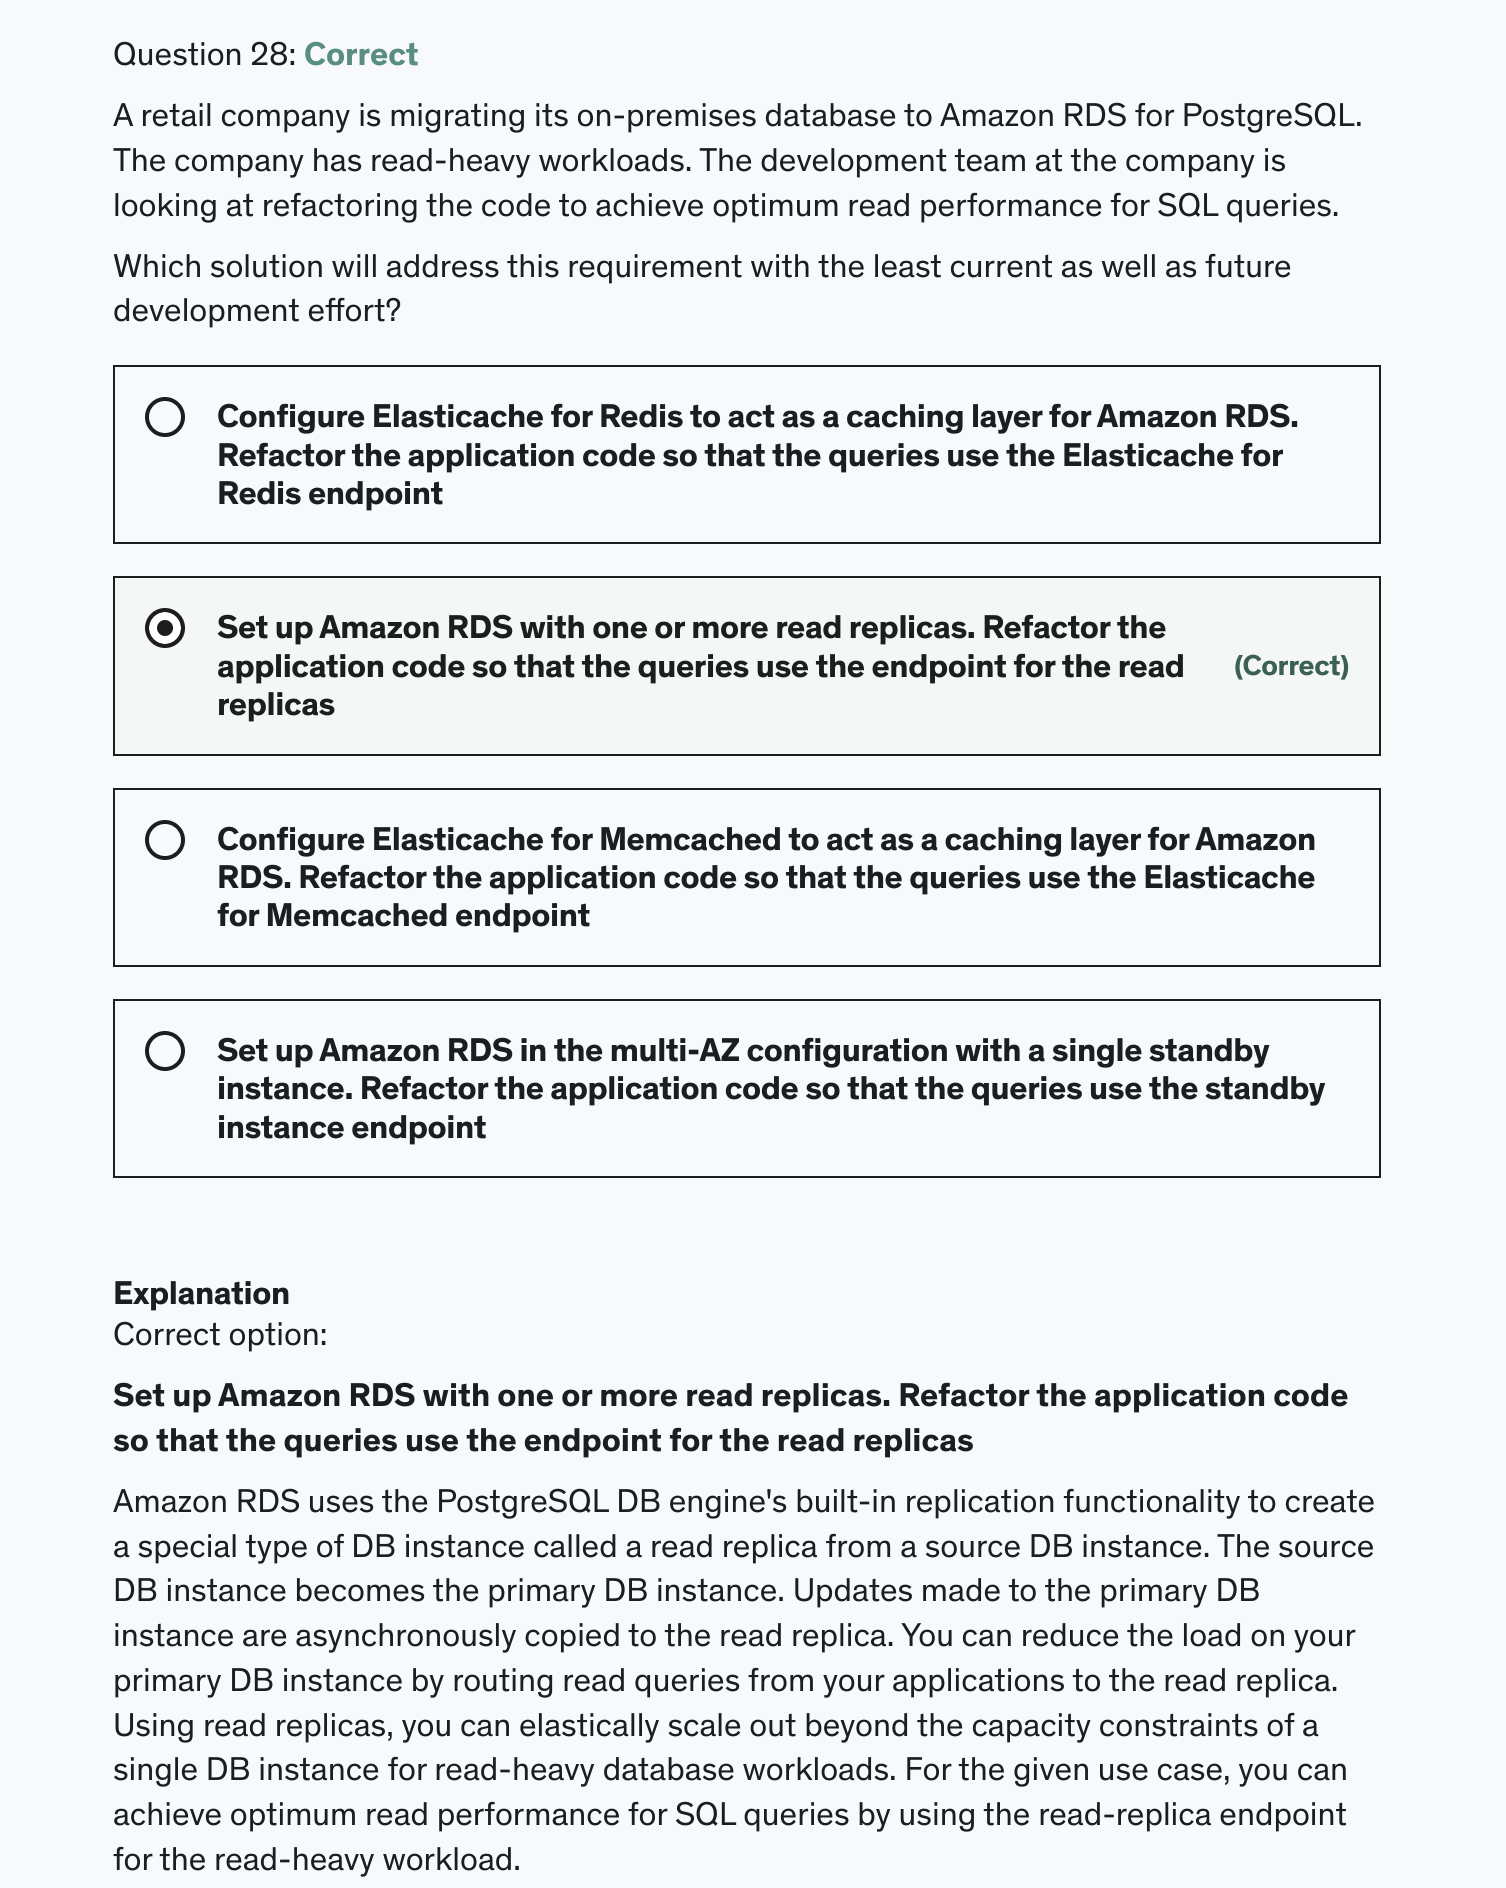 Question 28: Correct
A retail company is migrating its on-premises database to Amazon RDS for PostgreSQL.
The company has read-heavy workloads. The development team at the company is
looking at refactoring the code to achieve optimum read performance for SQL queries.
Which solution will address this requirement with the least current as well as future
development effort?
Configure Elasticache for Redis to act as a caching layer for Amazon RDS.
Refactor the application code so that the queries use the Elasticache for
Redis endpoint
Set up Amazon RDS with one or more read replicas. Refactor the
application code so that the queries use the endpoint for the read
replicas
(Correct)
Configure Elasticache for Memcached to act as a caching layer for Amazon
RDS. Refactor the application code so that the queries use the Elasticache
for Memcached endpoint
Set up Amazon RDS in the multi-AZ configuration with a single standby
instance. Refactor the application code so that the queries use the standby
instance endpoint
Explanation
Correct option:
Set up Amazon RDS with one or more read replicas. Refactor the application code
so that the queries use the endpoint for the read replicas
Amazon RDS uses the PostgreSQL DB engine's built-in replication functionality to create
a special type of DB instance called a read replica from a source DB instance. The source
DB instance becomes the primary DB instance. Updates made to the primary DB
instance are asynchronously copied to the read replica. You can reduce the load on your
primary DB instance by routing read queries from your applications to the read replica.
Using read replicas, you can elastically scale out beyond the capacity constraints of a
single DB instance for read-heavy database workloads. For the given use case, you can
achieve optimum read performance for SQL queries by using the read-replica endpoint
for the read-heavy workload.